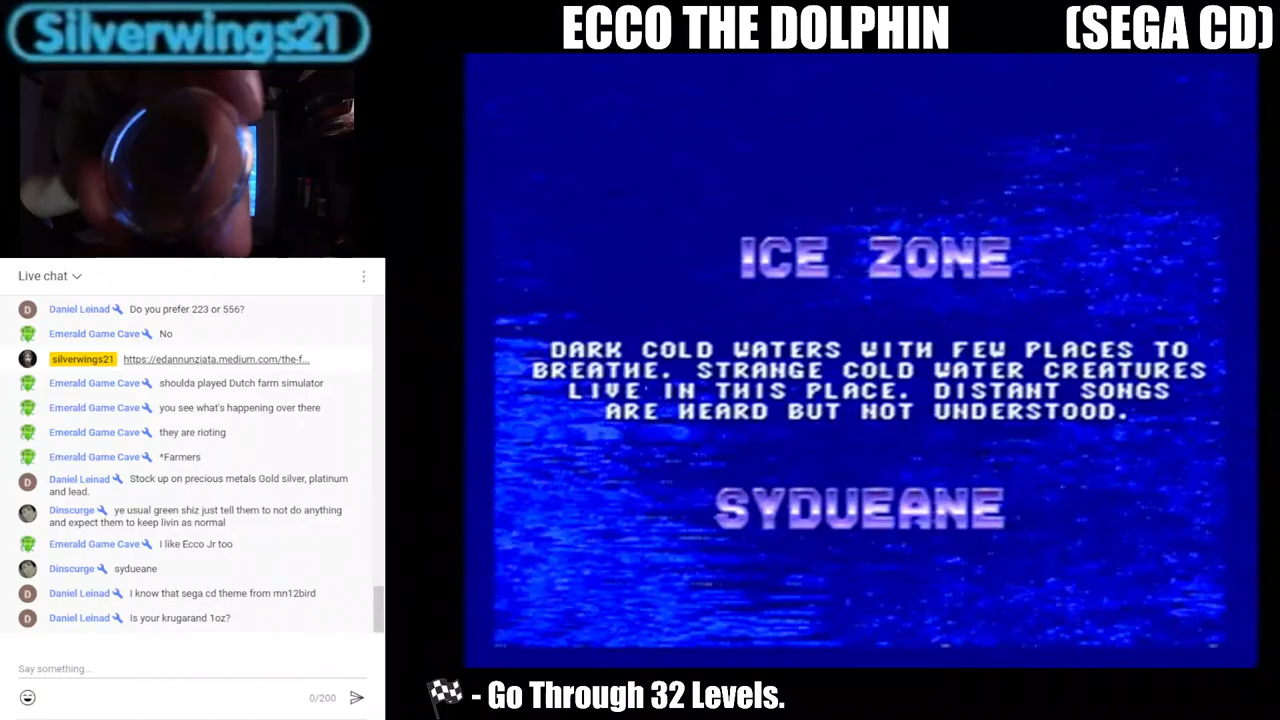 Silverwings21
ECCO THE DOLPHIN (SEGA CD)
Live chat
D Daniel Leinad Do you prefer 223 or 556?
Emerald Game Cave No
silverwings21 https://edannunziata.medium.com/the-f...
Emerald Game Cave shoulda played Dutch farm simulator
Emerald Game Cave you see what's happening over there
Emerald Game Cave they are rioting
Emerald Game Cave *Farmers
D Daniel Leinad Stock up on precious metals Gold silver, platinum
and lead.
Dinscurge ye usual green shiz just tell them to not do anything
and expect them to keep livin as normal
Emerald Game Cave I like Ecco Jr too
Dinscurge sydueane
D Daniel Leinad I know that sega cd theme from mn12bird
D Daniel Leinad Is your krugarand 1oz?
Say something...
0/200
ICE ZONE
DARK COLD WATERS WITH FEW PLACES TO
BREATHE. STRANGE COLD WATER CREATURES
LIVE IN THIS PLACE. DISTANT SONGS
ARE HEARD BUT NOT UNDERSTOOD.
SYDUEANE
- Go Through 32 Levels.